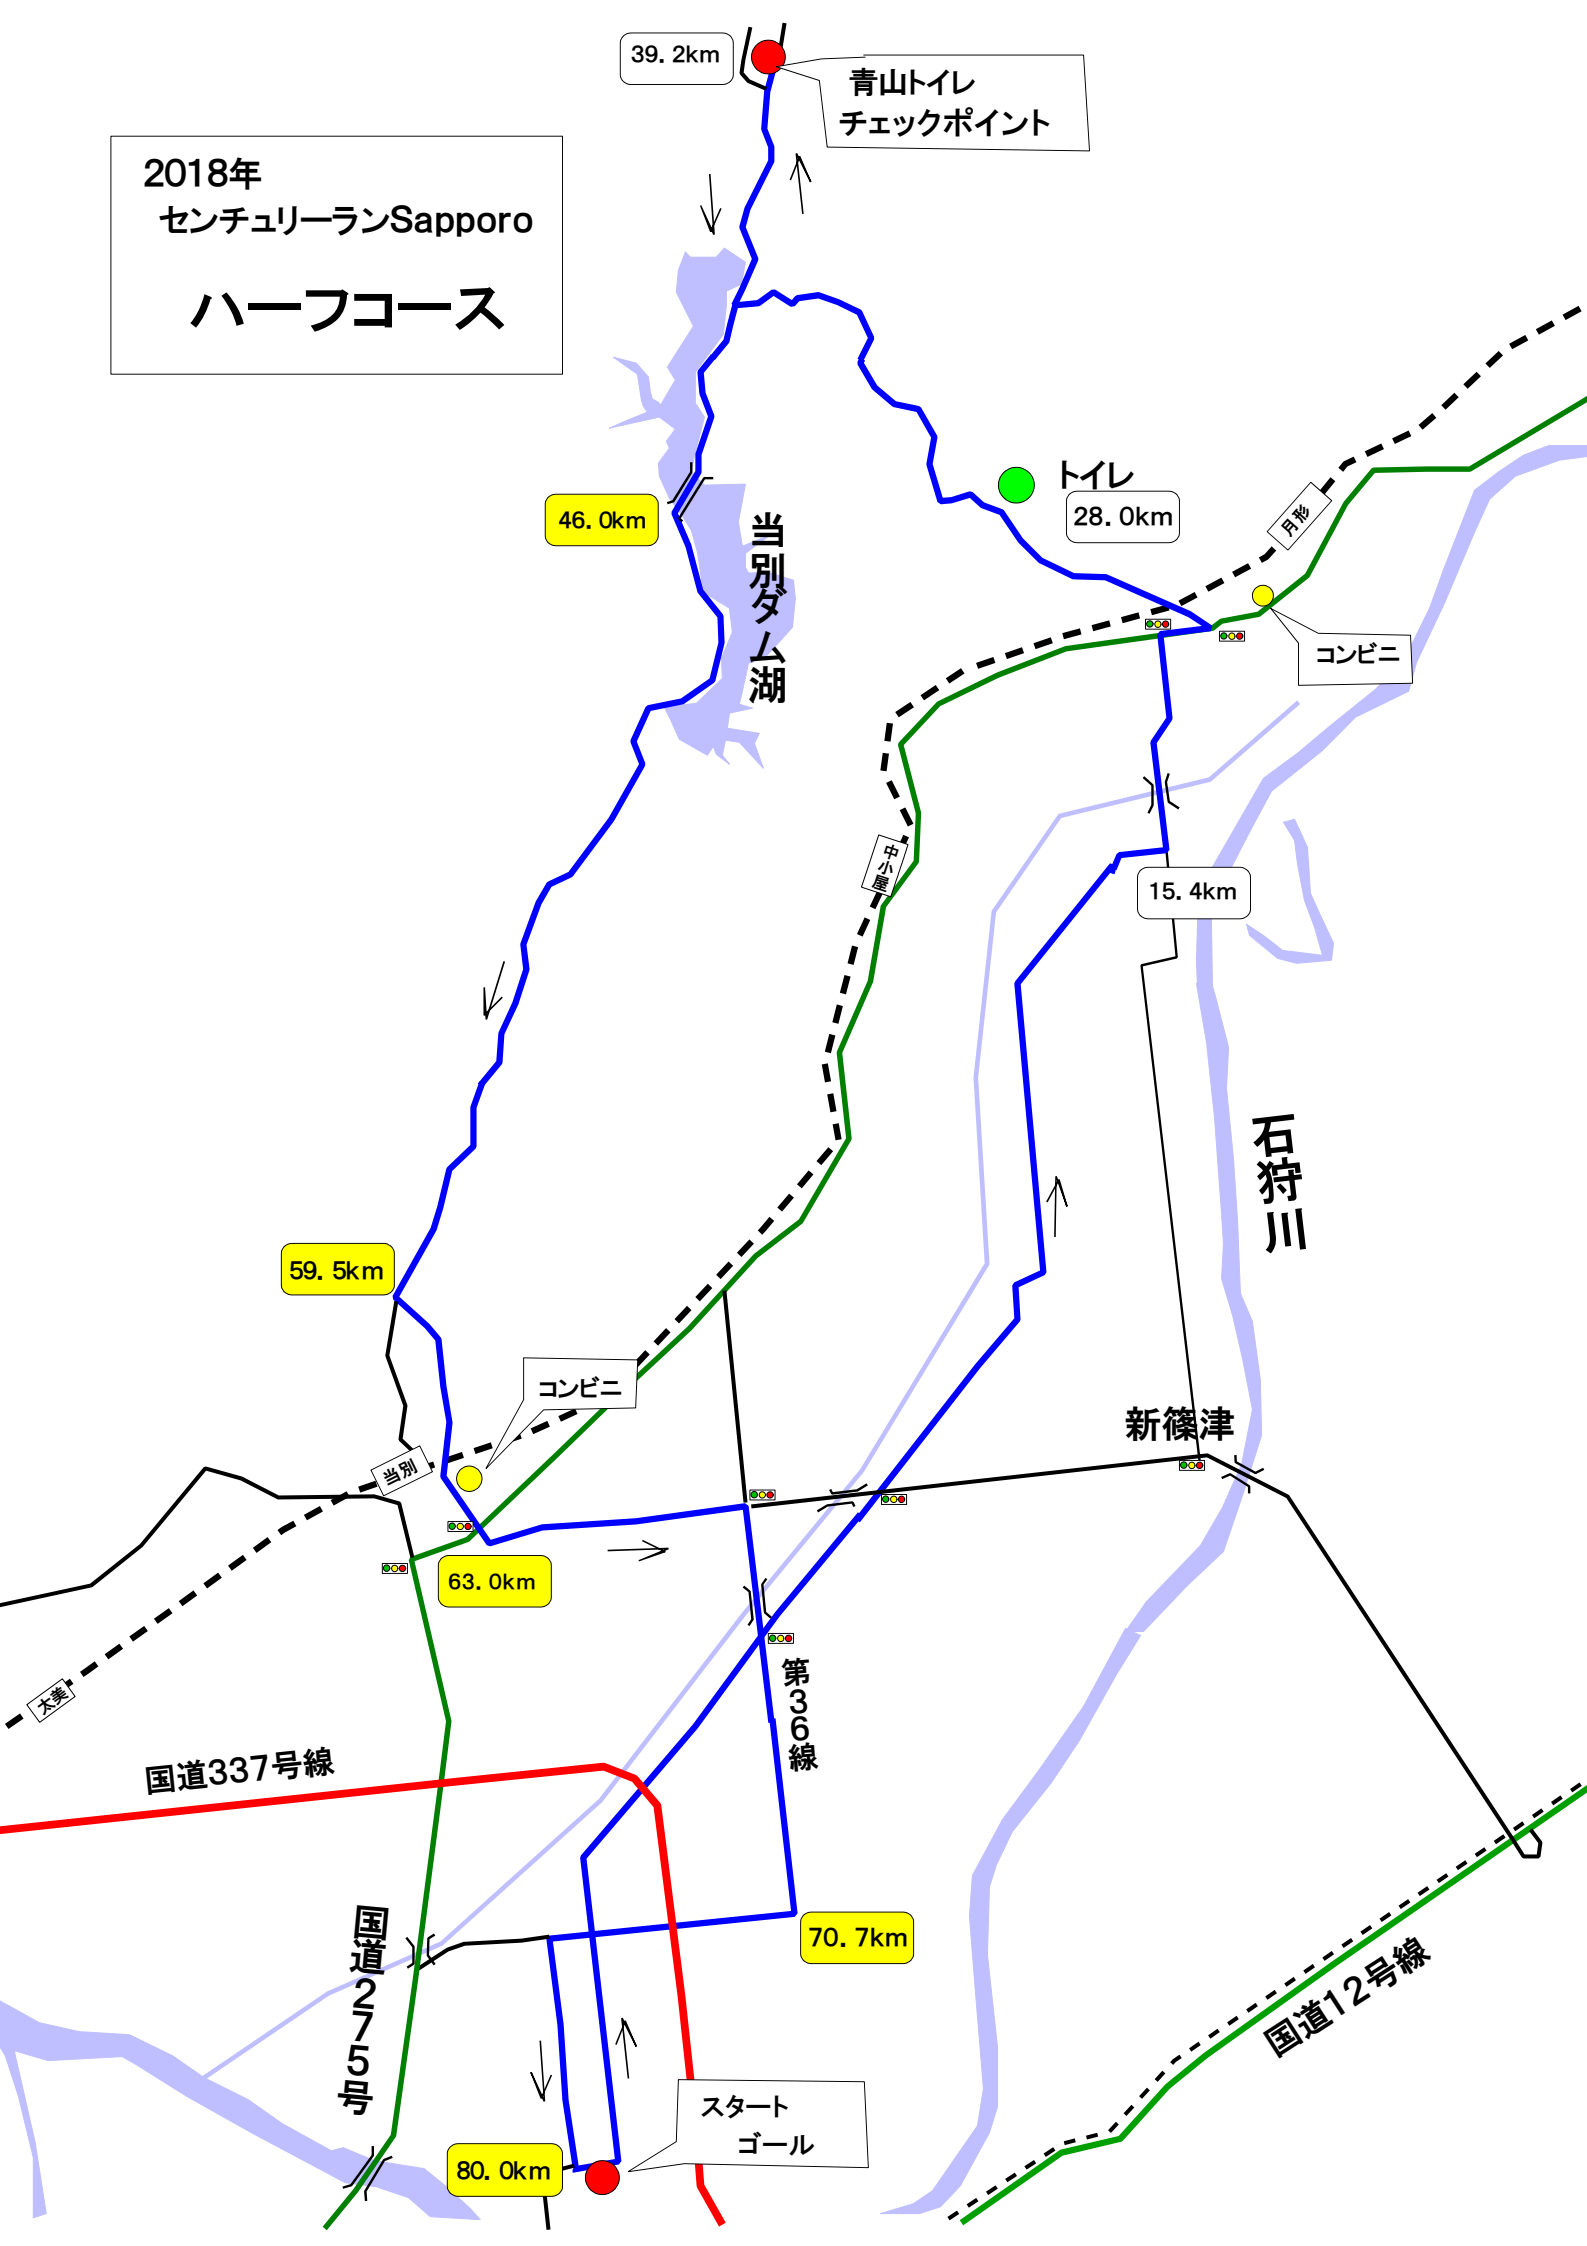 39.2km
青山トイレ
チェックポイント
2018年
センチュリーランSapporo
ハーフコース
トイレ
28.0km
46.0km
当別ダム湖
月形
コンビニ
中小屋
15.4km
石狩川
59.5km
コンビニ
新篠津
当別
63.0km
第36線
太美
国道337号線
国道275号
70.7km
国道12号線
スタート
ゴール
80.0km